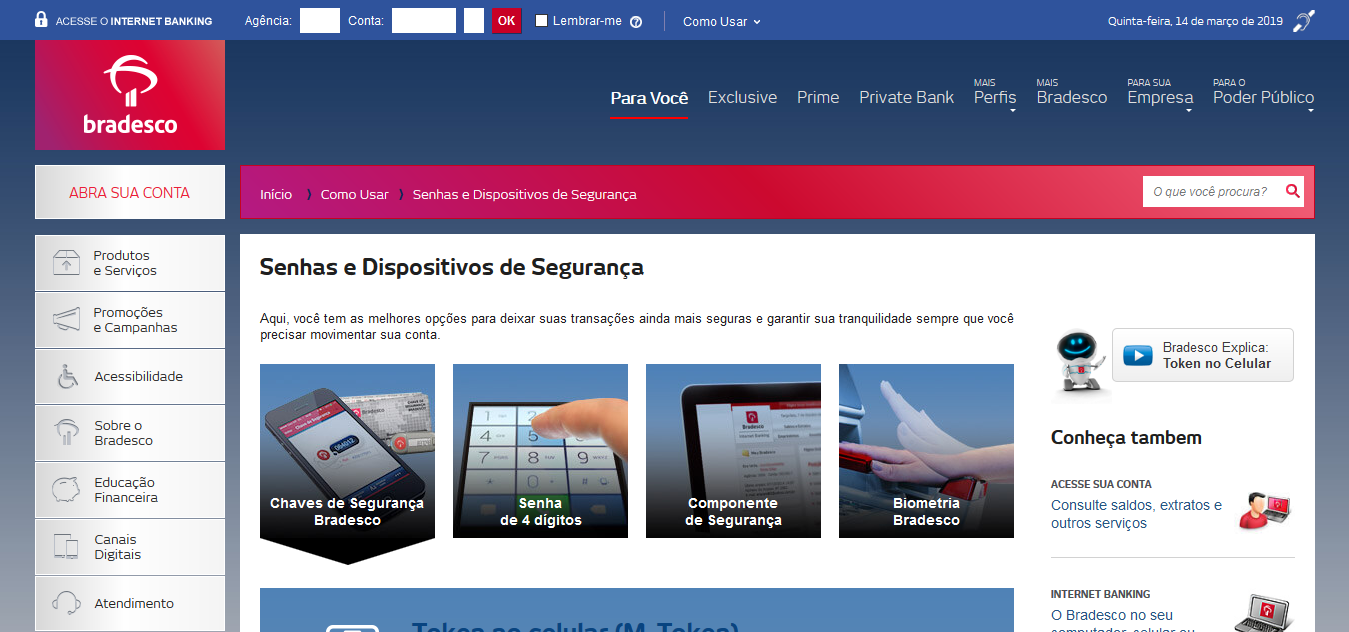 ACESSE O INTERNET BANKING
Agência:
Conta:
OK
Lembrar-me ?
Como Usar
Quinta-feira, 14 de março de 2019
bradesco
Para Você
Exclusive
Prime
Private Bank
MAIS
Perfis
MAIS
Bradesco
PARA SUA
Empresa
PARA O
Poder Público
ABRA SUA CONTA
Início
Como Usar
Senhas e Dispositivos de Segurança
O que você procura?
Produtos
e Serviços
Promoções
e Campanhas
Acessibilidade
Sobre o
Bradesco
Educação
Financeira
Canais
Digitais
Atendimento
Senhas e Dispositivos de Segurança
Aqui, você tem as melhores opções para deixar suas transações ainda mais seguras e garantir sua tranquilidade sempre que você
precisar movimentar sua conta.
Chaves de Segurança
Bradesco
Senha
de 4 dígitos
Componente
de Segurança
Biometria
Bradesco
Token no celular (M-Token)
Bradesco Explica:
Token no Celular
Conheça tambem
ACESSE SUA CONTA
Consulte saldos, extratos e
outros serviços
INTERNET BANKING
O Bradesco no seu
computador, celular ou